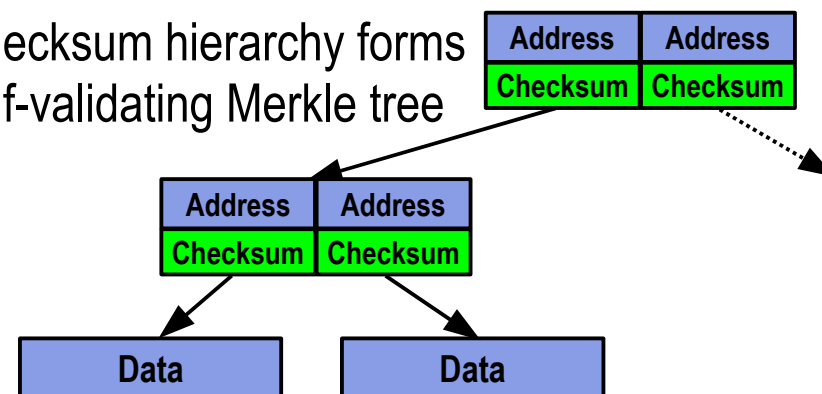 ecksum hierarchy forms
f-validating Merkle tree
Address Address
Checksum Checksum
Address Address
Checksum Checksum
Data Data